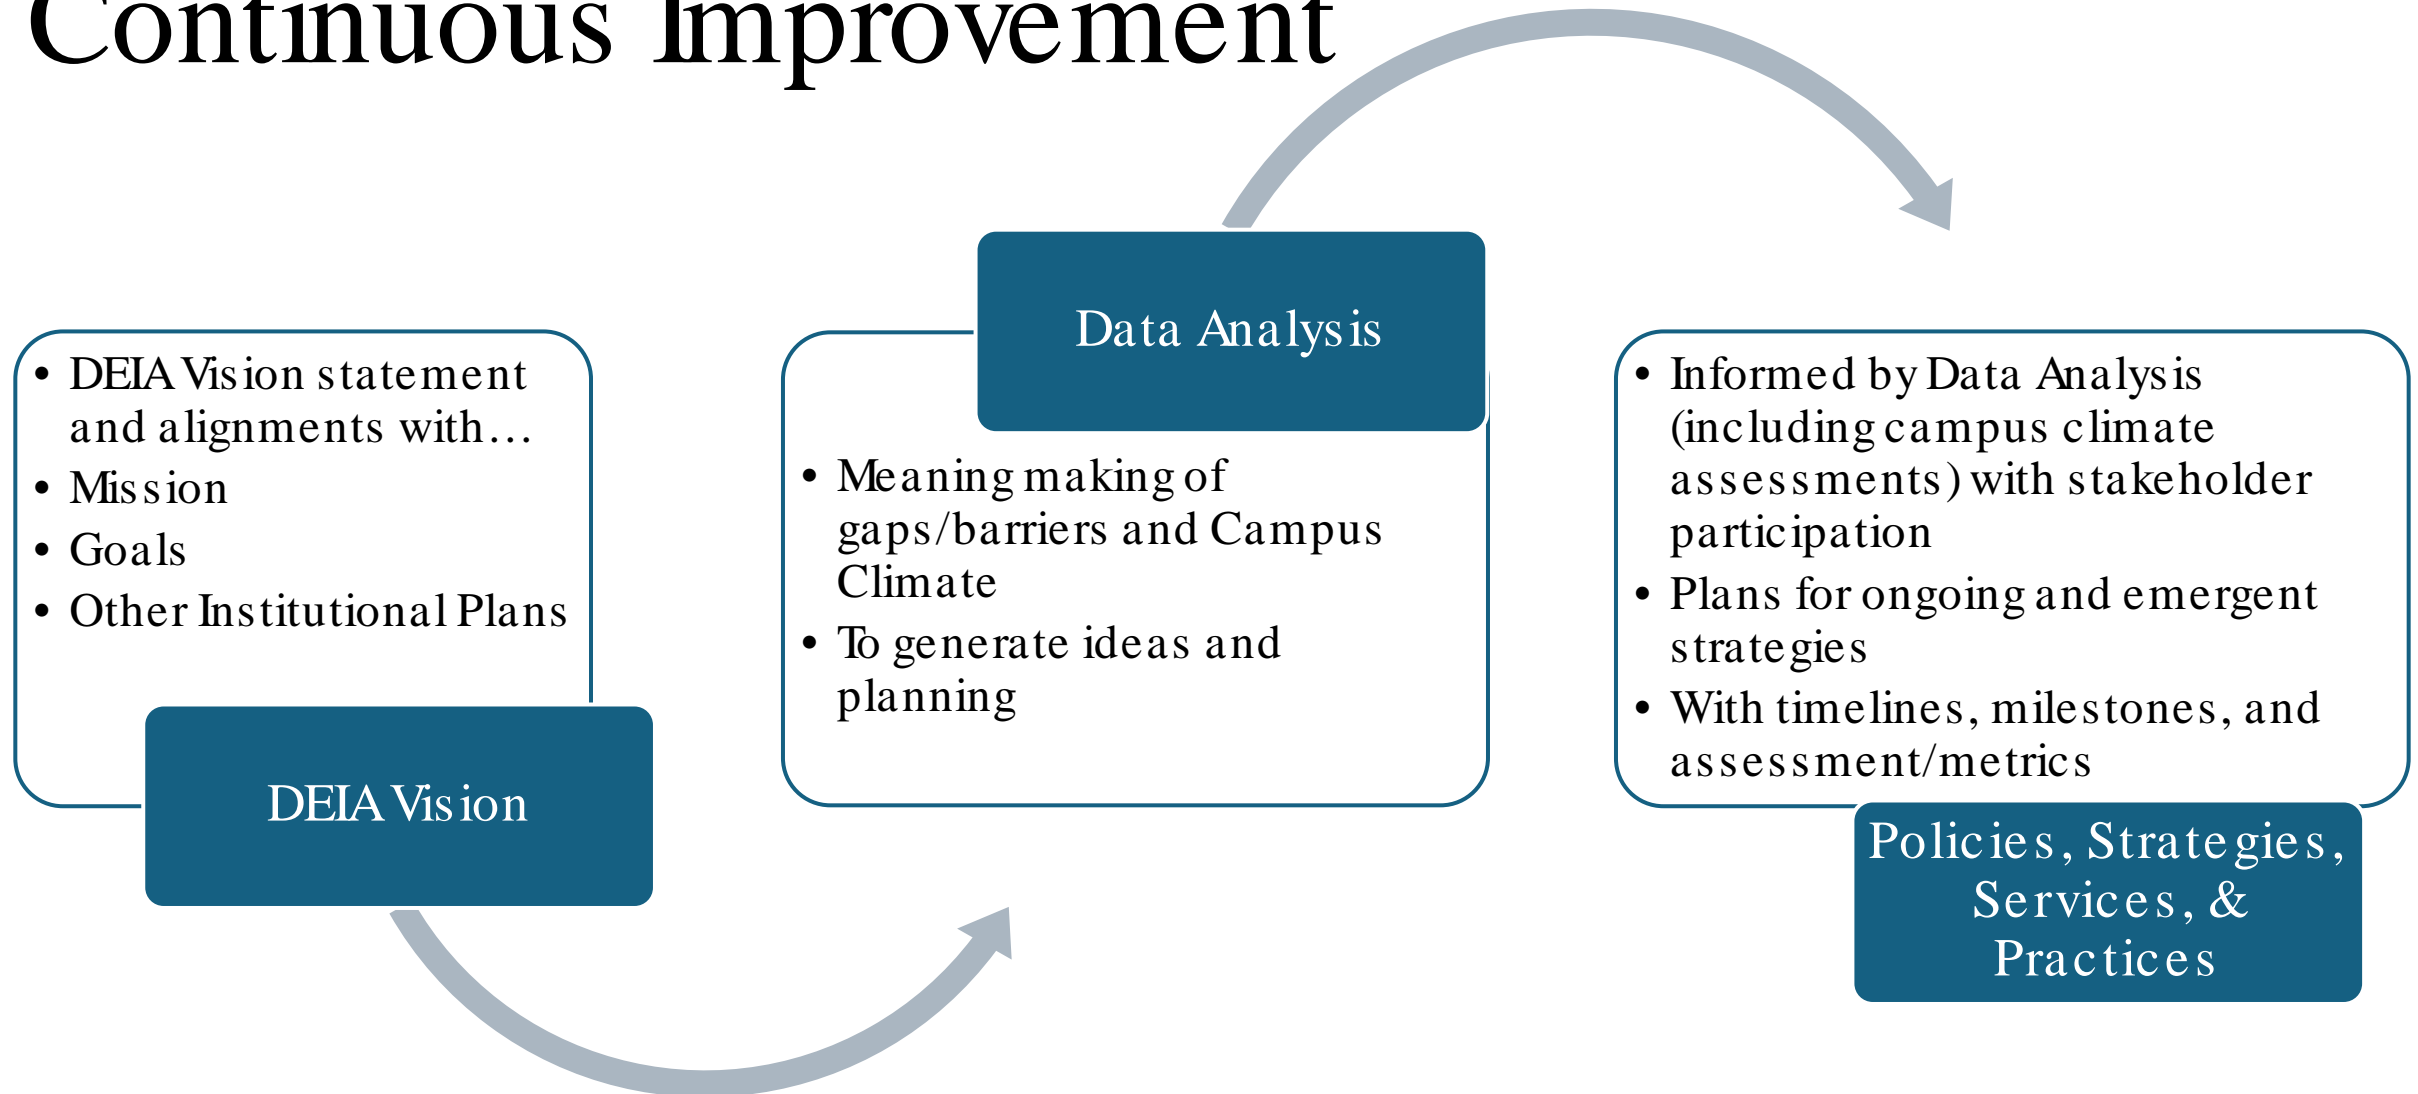 Continuous Improvement
• DEIA Vision statement
and alignments with…
• Mission
• Goals
• Other Institutional Plans
DEIA Vision
Data Analysis
• Meaning making of
gaps/barriers and Campus
Climate
• To generate ideas and
planning
• Informed by Data Analysis
(including campus climate
assessments) with stakeholder
participation
• Plans for ongoing and emergent
strategies
• With timelines, milestones, and
assessment/metrics
Policies, Strategies,
Services, &
Practices